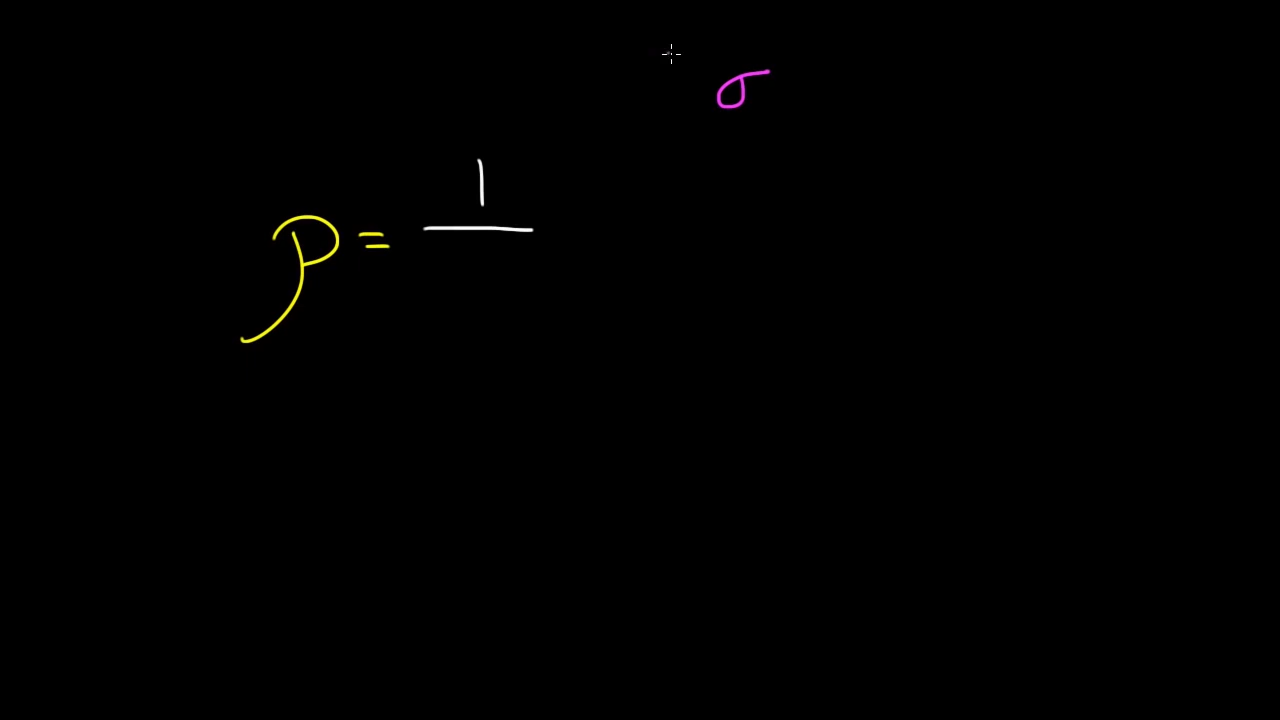 σ
ρ = 1/